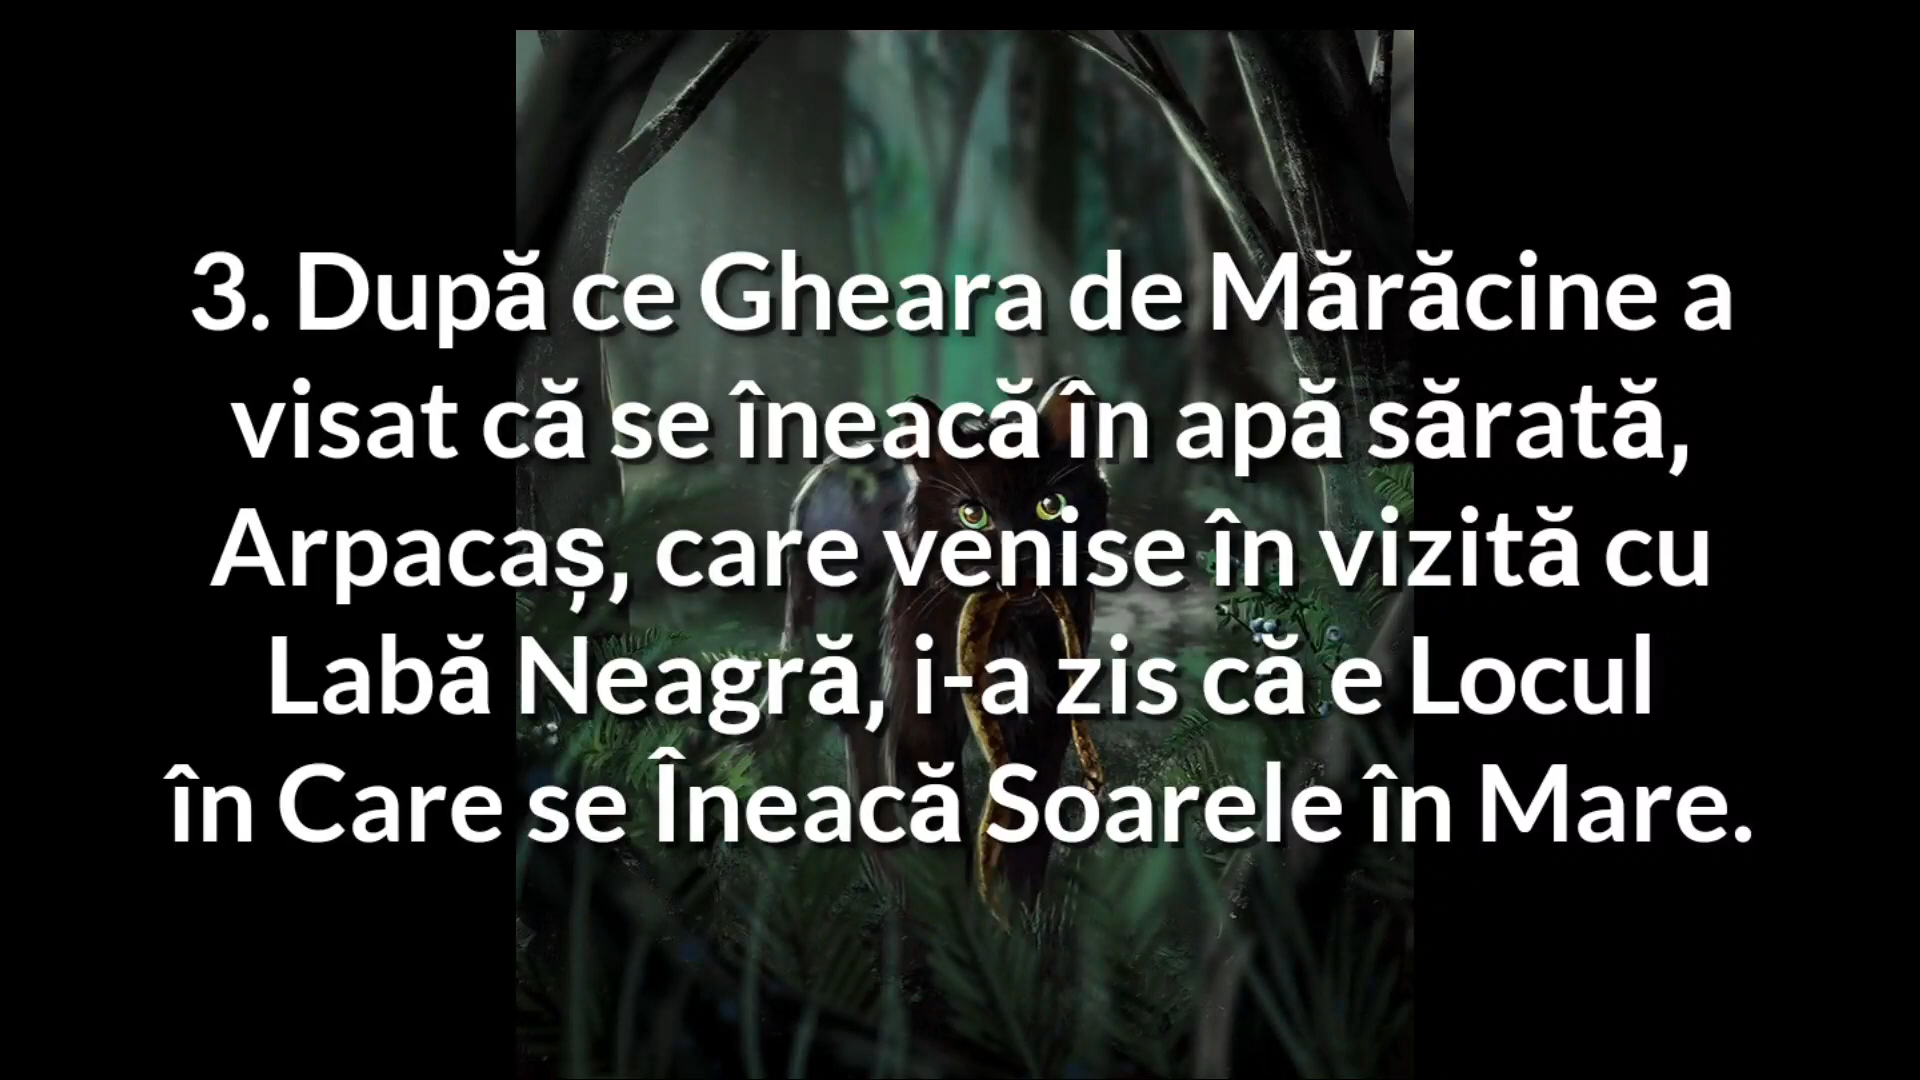 3. După ce Gheara de Mărăcine a
visat că se îneacă în apă sărată,
Arpacaș, care venise în vizită cu
Labă Neagră, i-a zis că e Locul
în Care se Îneacă Soarele în Mare.